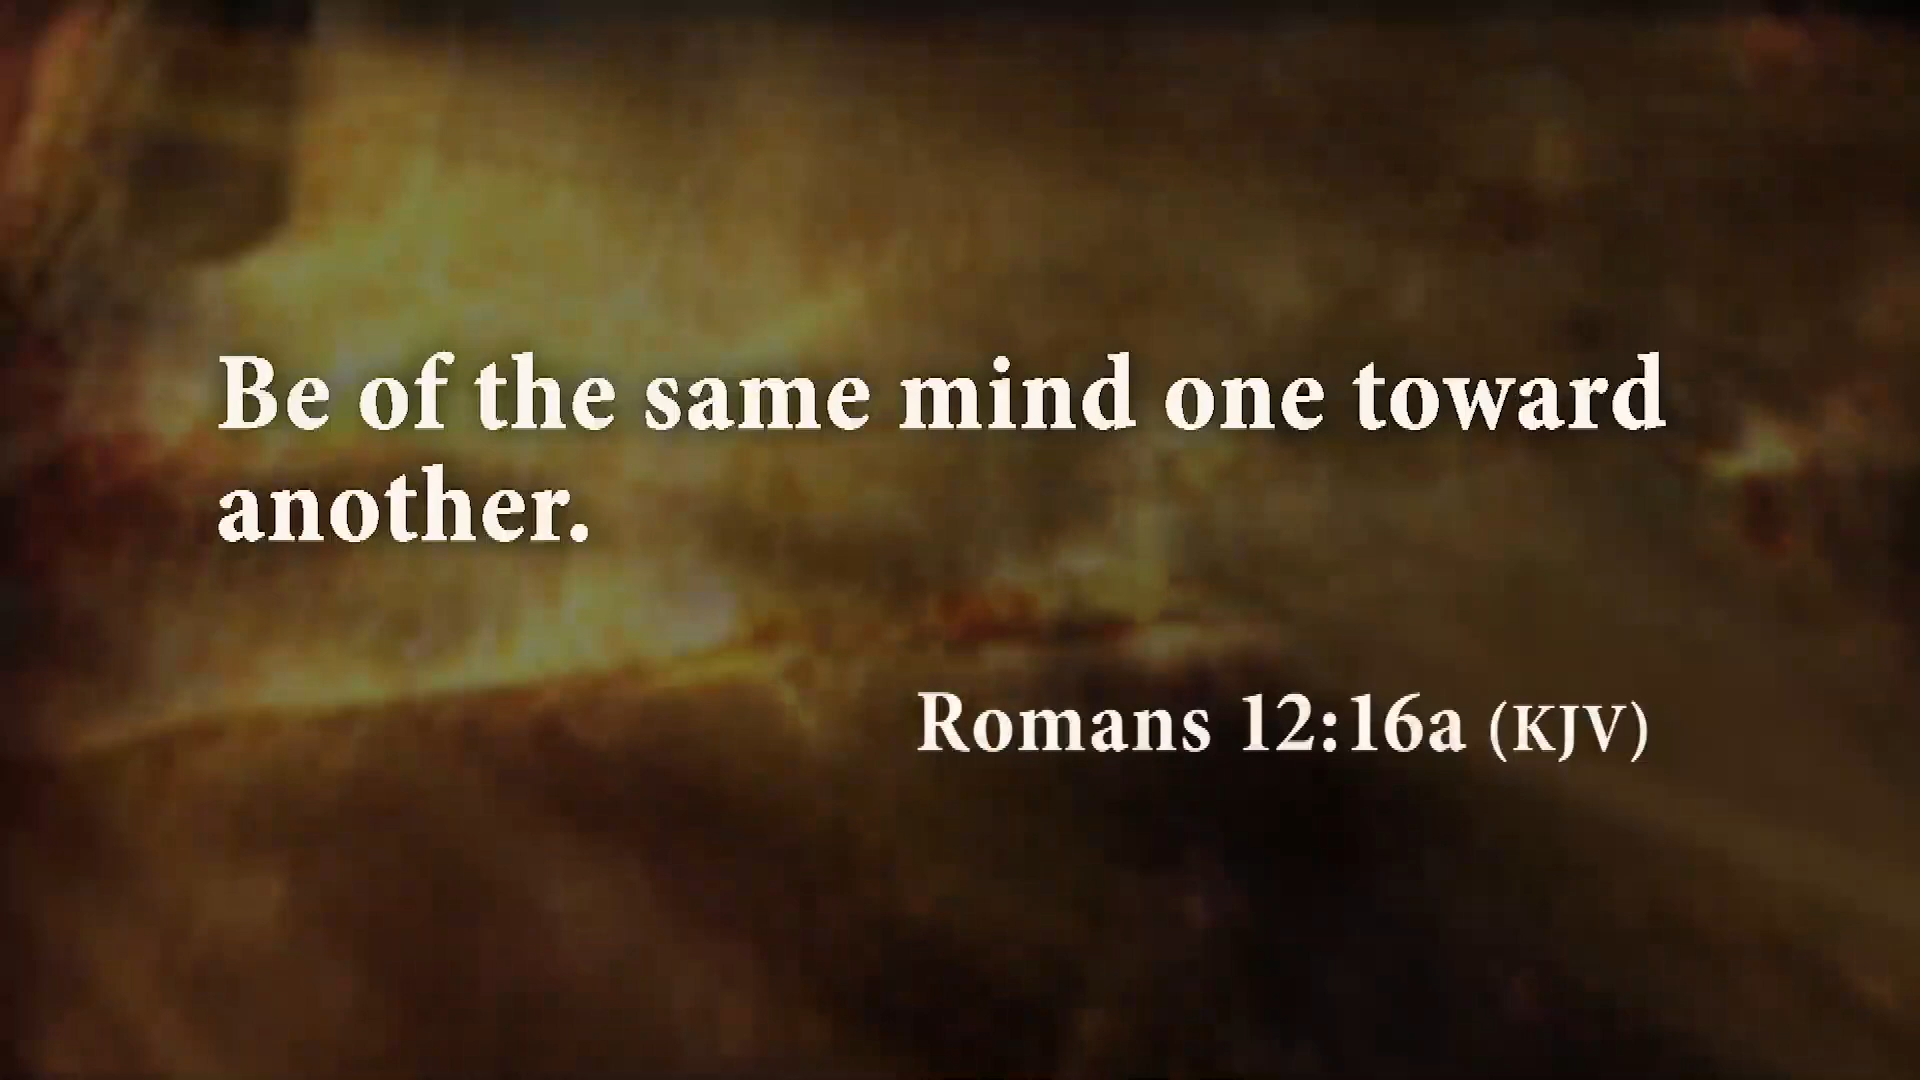 Be of the same mind one toward
another.
Romans 12:16a (KJV)